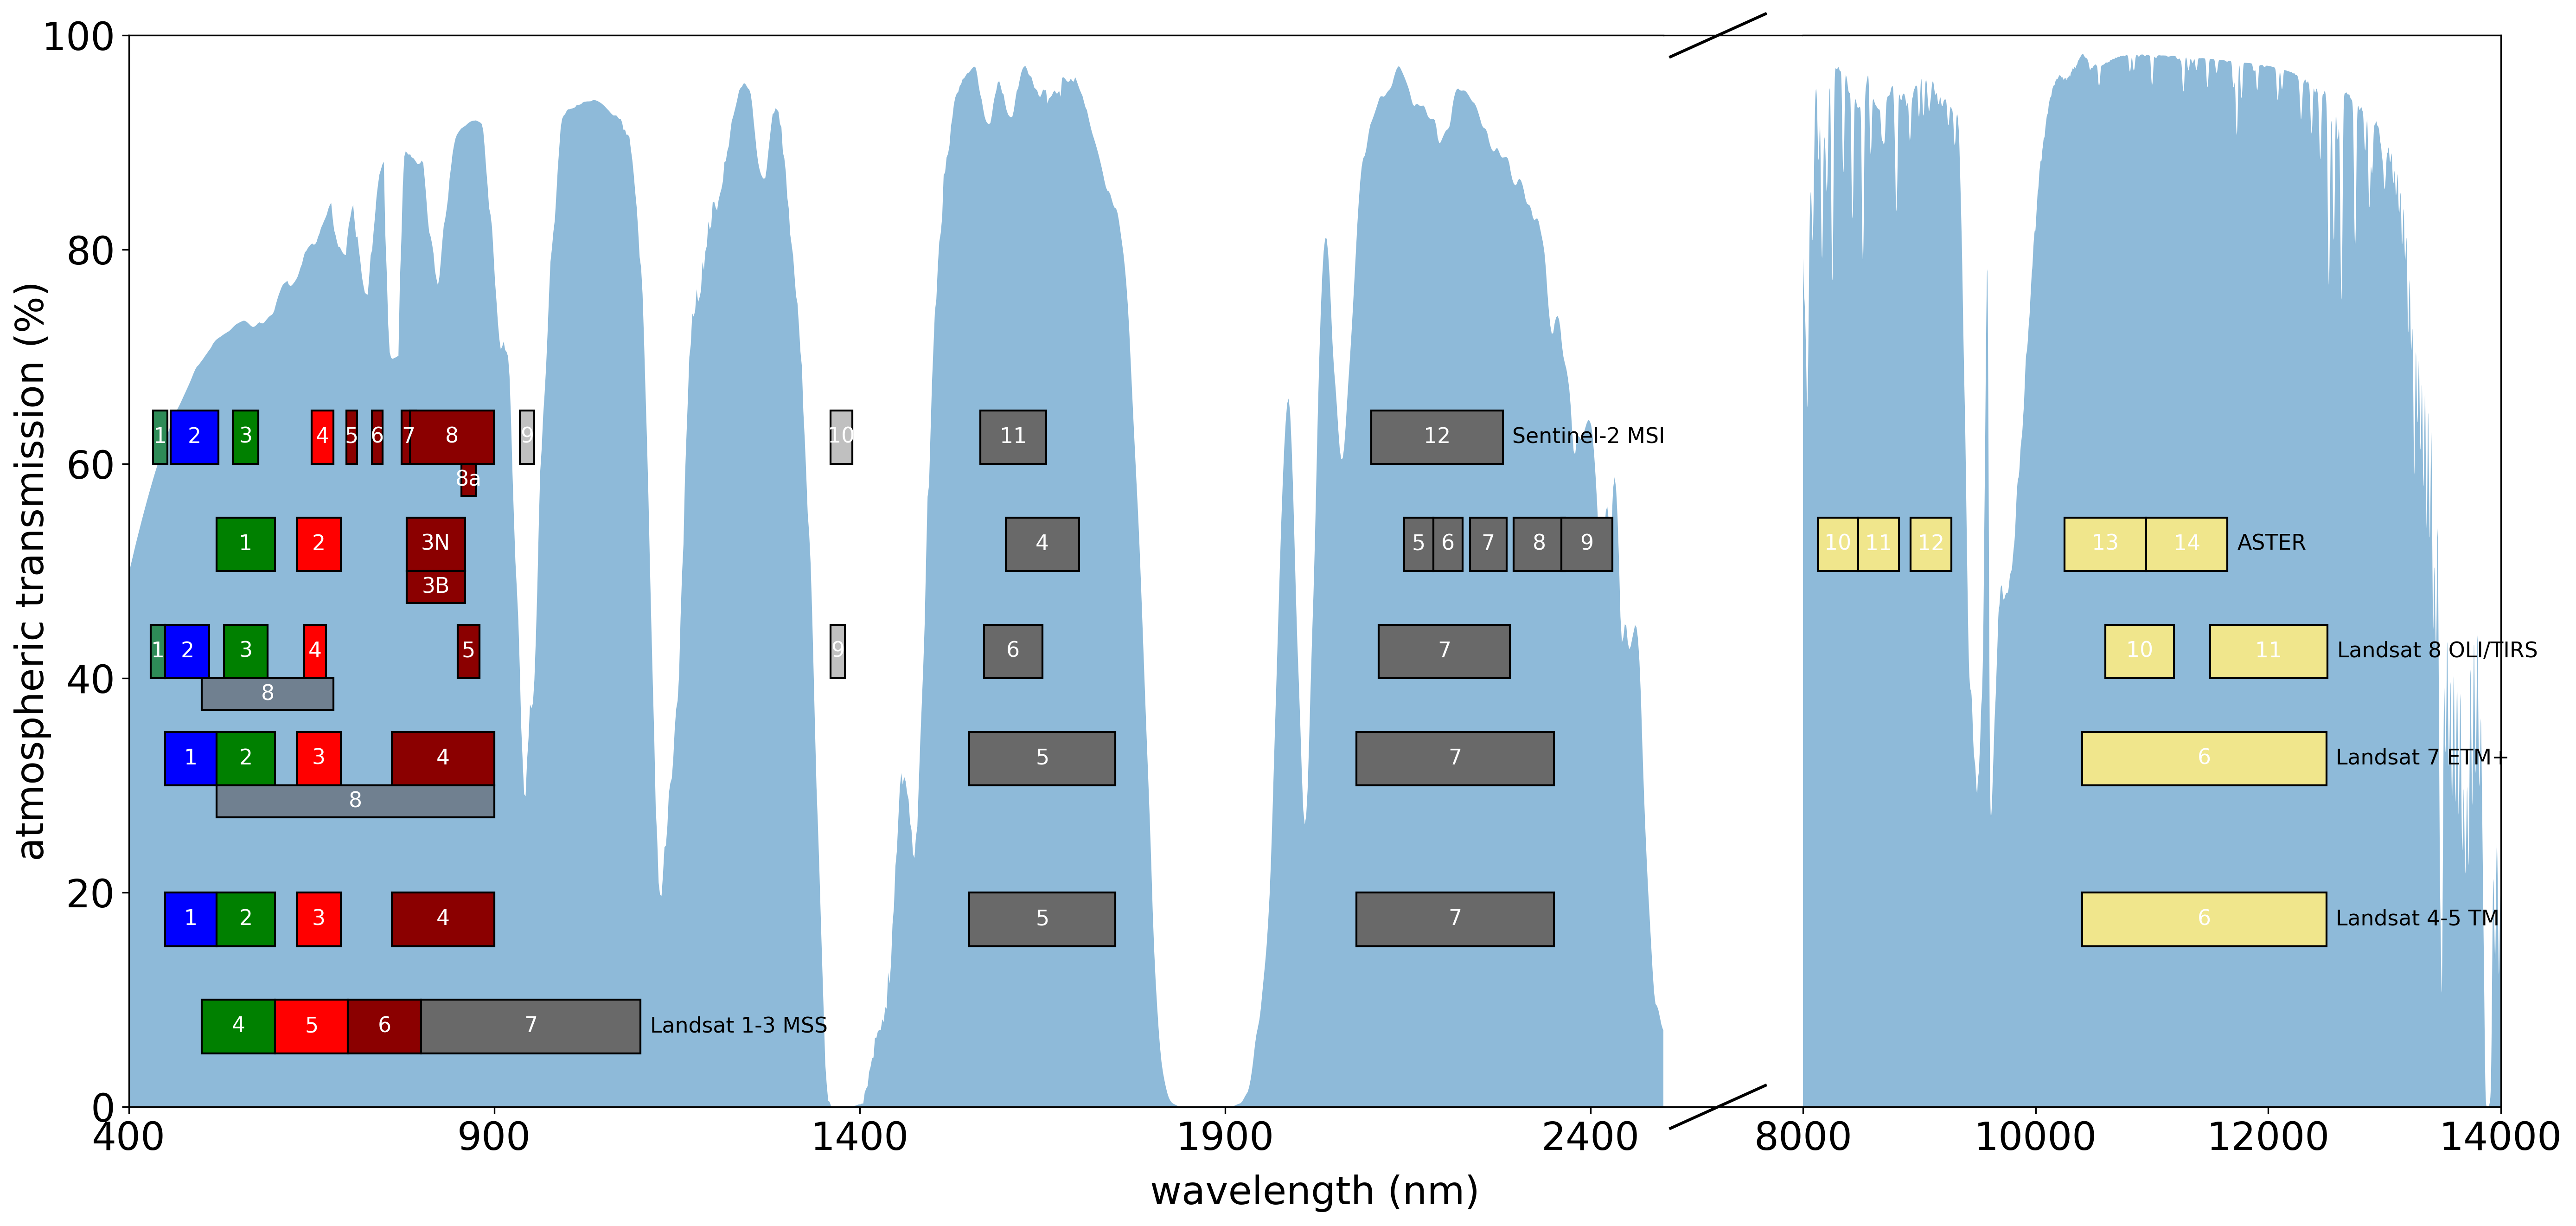 100
80
60
40
20
0
atmospheric transmission (%)
1 2 3 4 5 6 7 8 9 10 11 12 Sentinel-2 MSI
8a
1 2 3N 4 5 6 7 8 9 10 11 12 13 14 ASTER
3B
1 2 3 4 5 9 6 7 10 11 Landsat 8 OLI/TIRS
8
1 2 3 4 5 7 6 Landsat 7 ETM+
8
1 2 3 4 5 7 6 Landsat 4-5 TM
4 5 6 7 Landsat 1-3 MSS
400 900 1400 1900 2400 8000 10000 12000 14000
wavelength (nm)